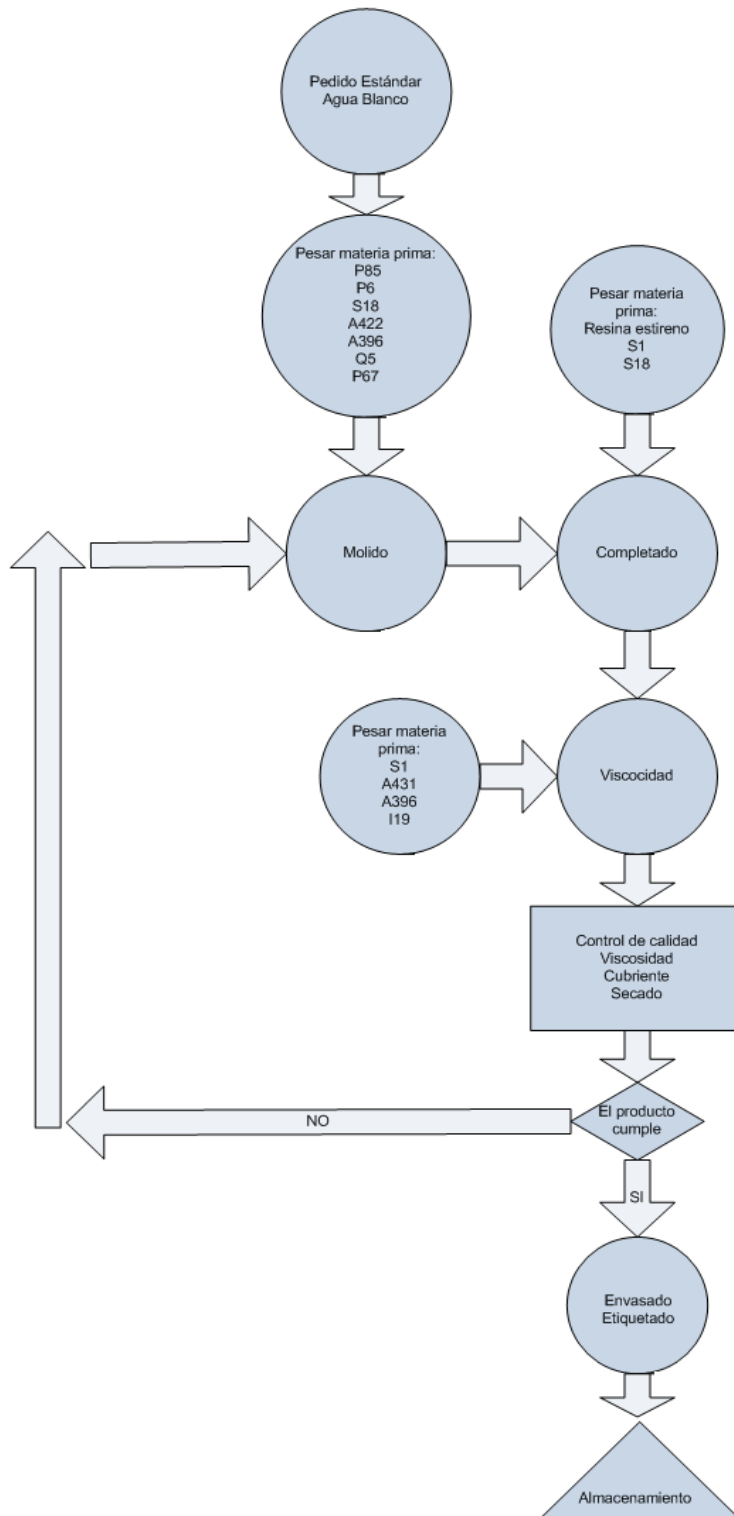 Pedido Estándar
Agua Blanco
Pesar materia prima:
P85
P6
S18
A422
A396
Q5
P67
Pesar materia
prima:
Resina estireno
S1
S18
Molido
Completado
Pesar materia
prima:
S1
A431
A396
I19
Viscocidad
Control de calidad
Viscosidad
Cubriente
Secado
El producto
cumple
NO
SI
Envasado
Etiquetado
Almacenamiento